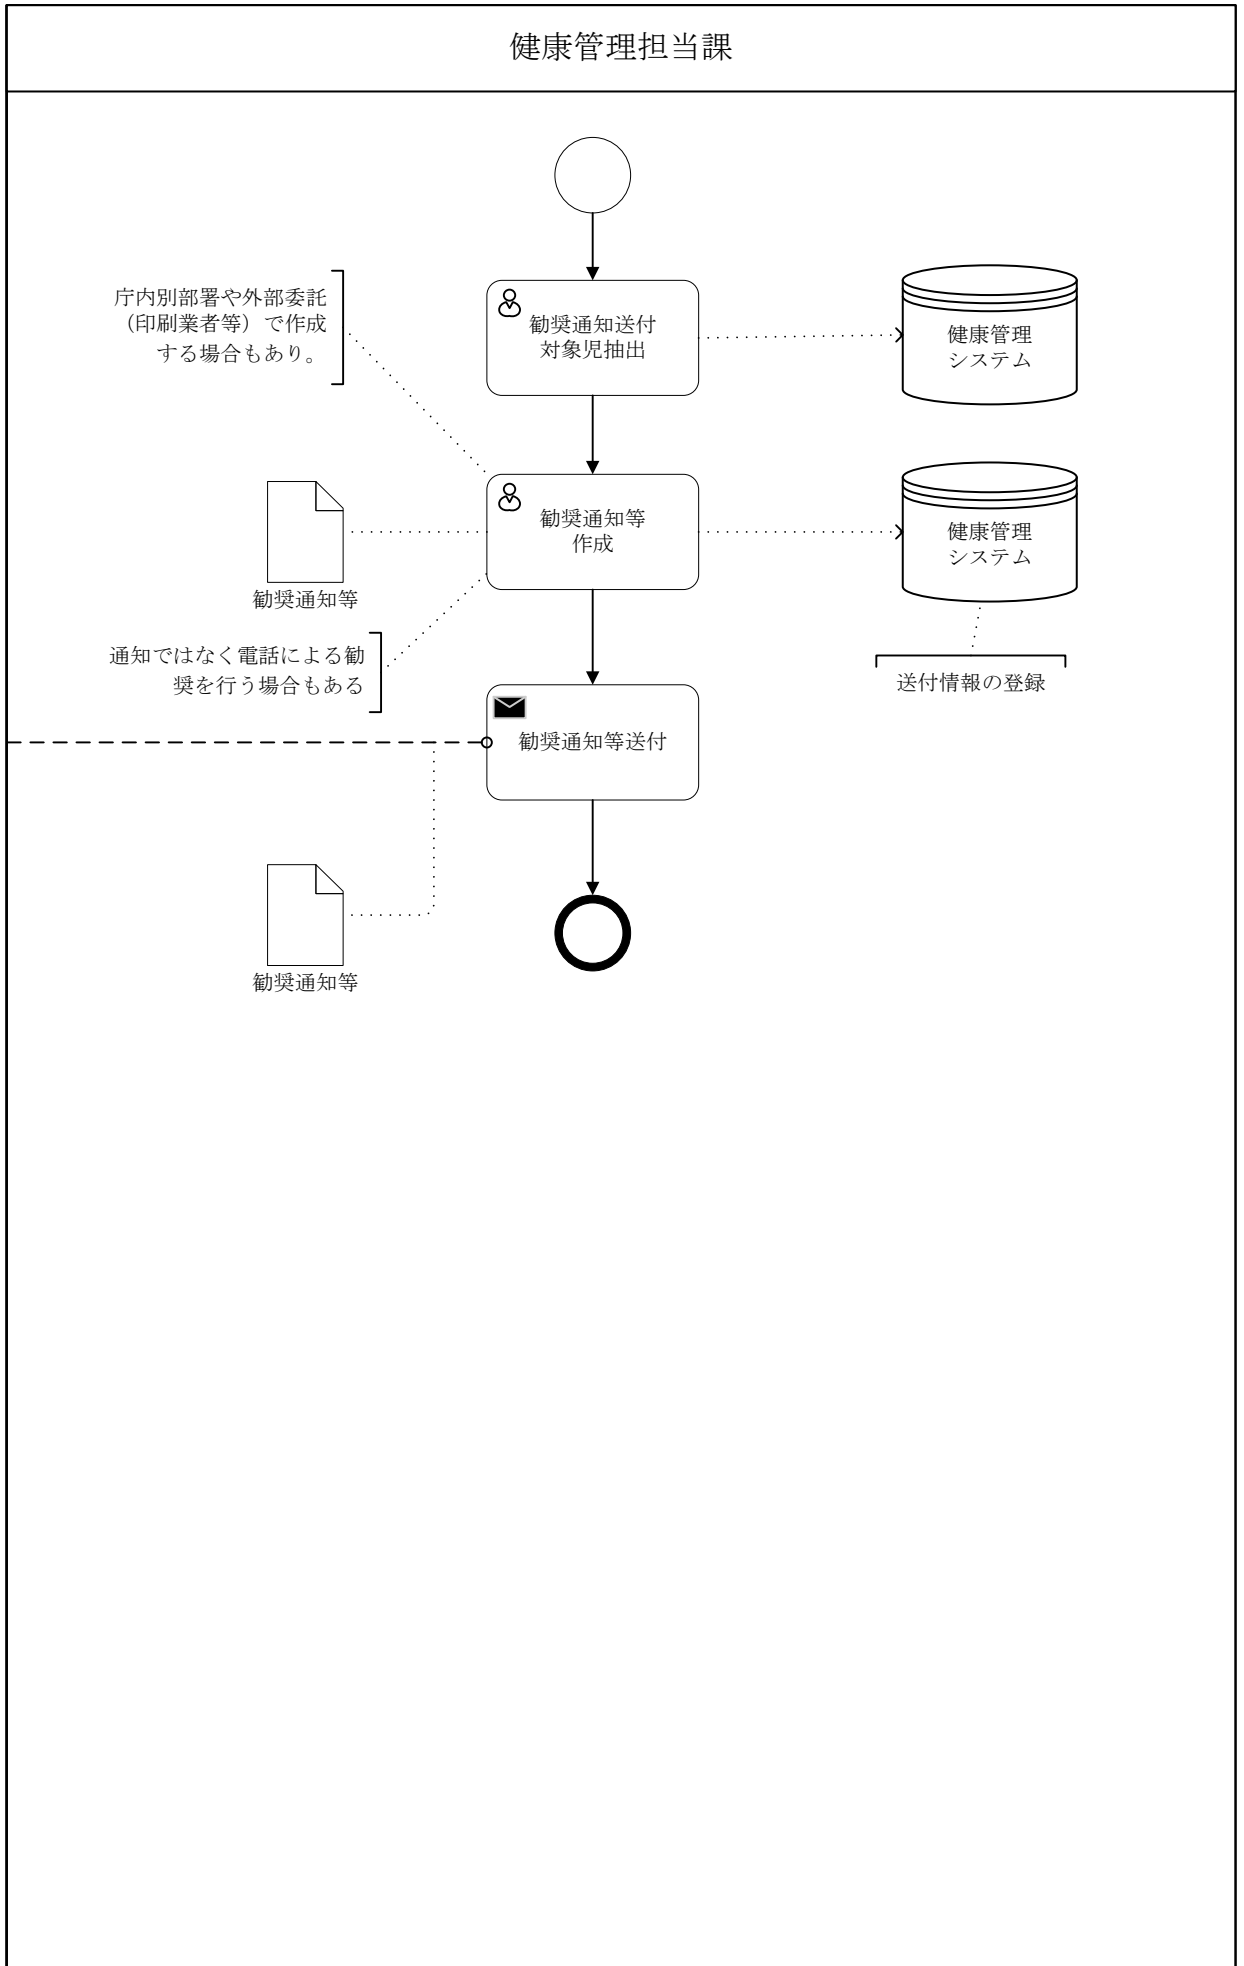 健康管理担当課
庁内別部署や外部委託
（印刷業者等）で作成
する場合もあり。
勧奨通知送付
対象児抽出
健康管理
システム
勧奨通知等
勧奨通知等
作成
健康管理
システム
通知ではなく電話による勧
奨を行う場合もある
送付情報の登録
勧奨通知等送付
勧奨通知等